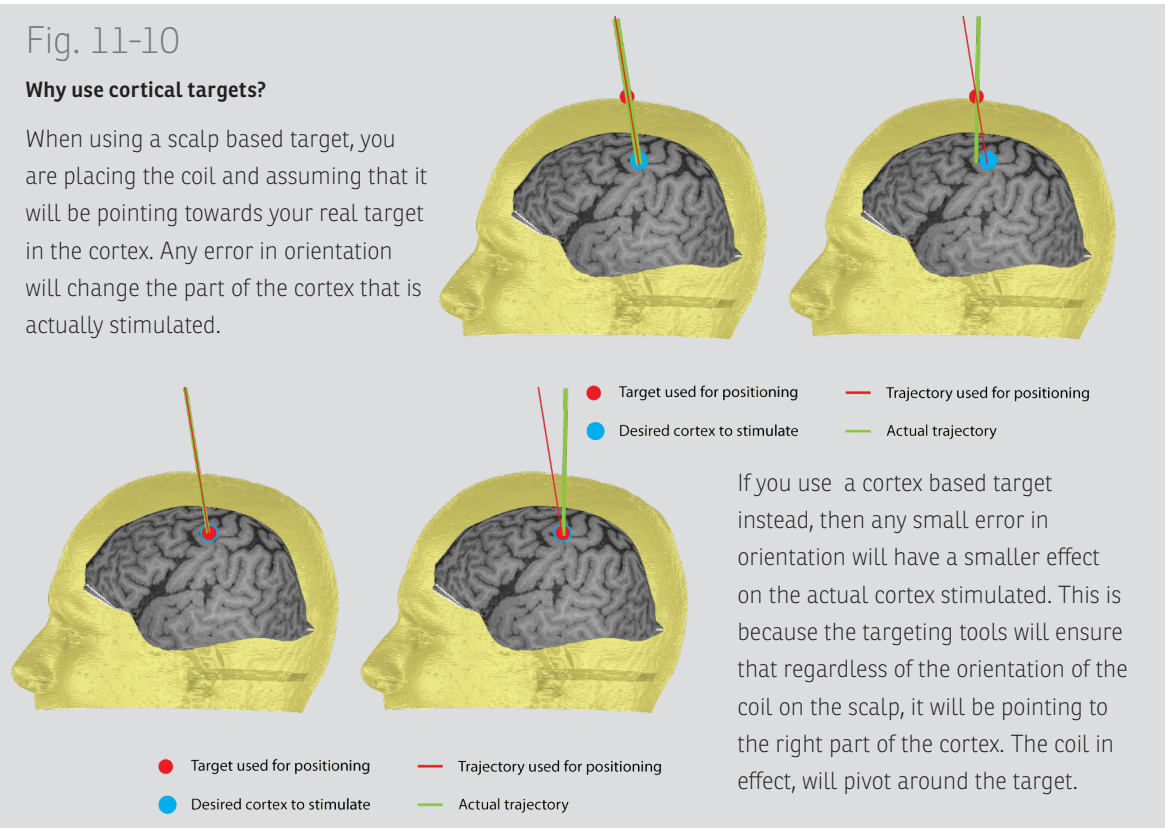 Fig. 11-10
Why use cortical targets?
When using a scalp based target, you
are placing the coil and assuming that it
will be pointing towards your real target
in the cortex. Any error in orientation
will change the part of the cortex that is
actually stimulated.
Target used for positioning
Trajectory used for positioning
Desired cortex to stimulate
Actual trajectory
If you use a cortex based target
instead, then any small error in
orientation will have a smaller effect
on the actual cortex stimulated. This is
because the targeting tools will ensure
that regardless of the orientation of the
coil on the scalp, it will be pointing to
the right part of the cortex. The coil in
effect, will pivot around the target.
Target used for positioning
Trajectory used for positioning
Desired cortex to stimulate
Actual trajectory